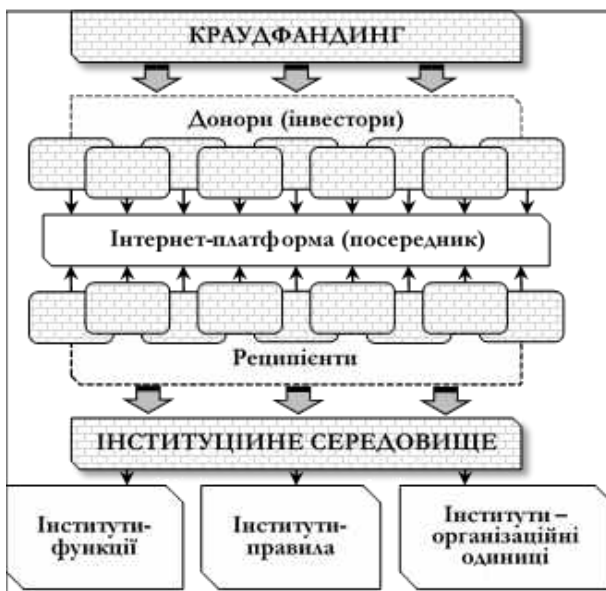 КРАУДФАНДИНГ
Донори (інвестори)
Інтернет-платформа (посередник)
Реципієнти
ІНСТИТУЦІЙНЕ СЕРЕДОВИЩЕ
Інститути-
функції
Інститути-
правила
Інститути –
організаційні
одиниці